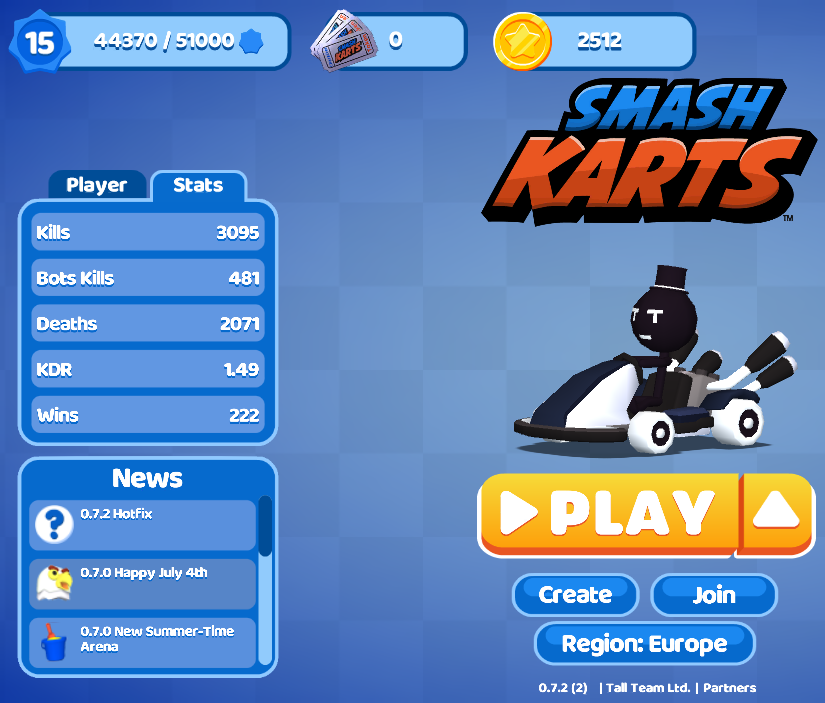 15
44370 / 51000
SMASH KARTS
0
2512
SMASH
KARTS
TM
Player
Stats
Kills
3095
Bots Kills
481
Deaths
2071
KDR
1.49
Wins
222
T T
News
0.7.2 Hotfix
0.7.0 Happy July 4th
0.7.0 New Summer-Time
Arena
PLAY
Create
Join
Region: Europe
0.7.2 (2) | Tall Team Ltd. | Partners